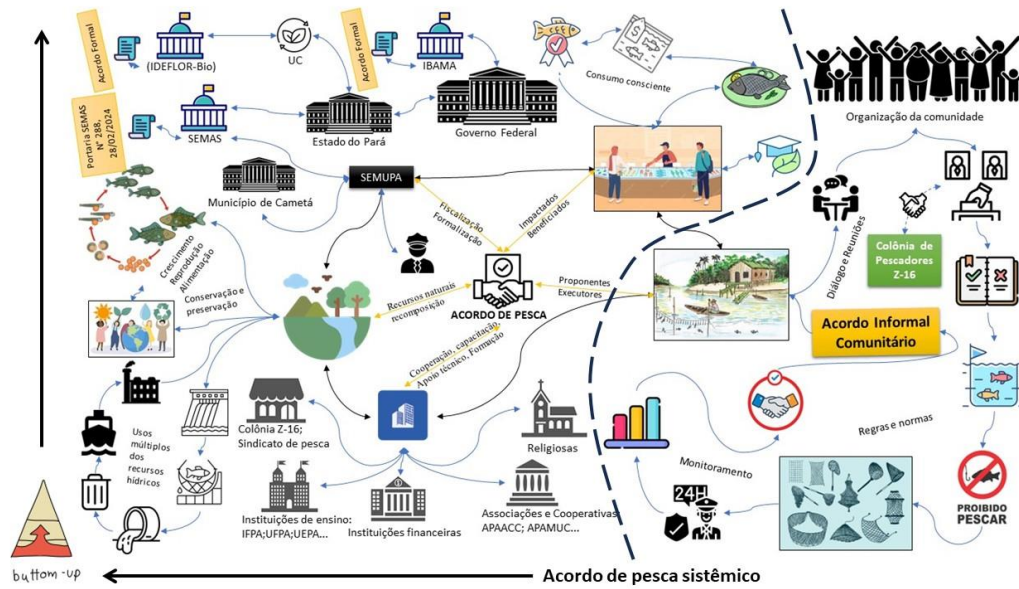 Acordo Formal
(IDEFLOR-Bio)
UC
Acordo Formal
IBAMA
Portaria SEMAS
N° 288,
28/02/2024
SEMAS
Estado do Pará
Governo Federal
Consumo consciente
Organização da comunidade
Município de Cametá
SEMUPA
Fiscalização
Formalização
Impactados
Beneficiados
Crescimento
Reprodução
Alimentação
Conservação e
preservação
Recursos naturais
recomposição
ACORDO DE PESCA
Proponentes
Executores
Diálogo e Reuniões
Colônia de
Pescadores
Z-16
Acordo Informal
Comunitário
Cooperação, capacitação
Apoio técnico, Formação
Usos
múltiplos
dos
recursos
hídricos
Colônia Z-16;
Sindicato de pesca
Religiosas
Instituições de ensino:
IFPA;UFPA;UEPA...
Instituições financeiras
Associações e Cooperativas:
APAACC; APAMUC...
Monitoramento
24H
Regras e normas
PROIBIDO
PESCAR
buttom-up
Acordo de pesca sistêmico